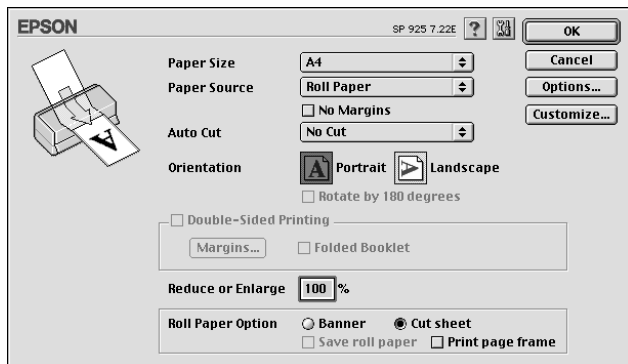 EPSON
SP 925 7.22E
?
OK
Paper Size A4
Cancel
Paper Source Roll Paper
Options...
No Margins
Customize...
Auto Cut No Cut
Orientation A Portrait A Landscape
Rotate by 180 degrees
Double-Sided Printing
Margins... Folded Booklet
Reduce or Enlarge 100 %
Roll Paper Option Banner Cut sheet
Save roll paper Print page frame
A